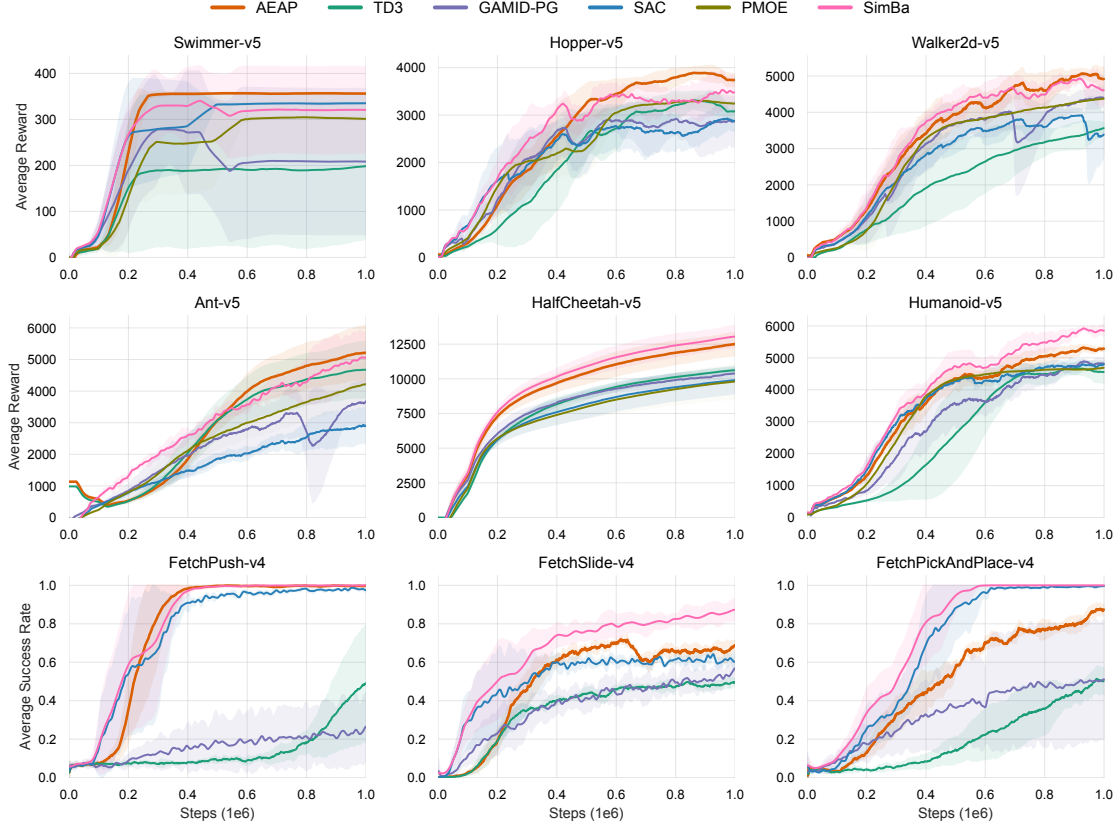 AEAP TD3 GAMID-PG SAC PMOE SimBa
Swimmer-v5 Hopper-v5 Walker2d-v5
Average Reward
400
300
200
100
0
0.0 0.2 0.4 0.6 0.8 1.0
4000
3000
2000
1000
0
0.0 0.2 0.4 0.6 0.8 1.0
5000
4000
3000
2000
1000
0
0.0 0.2 0.4 0.6 0.8 1.0
Ant-v5 HalfCheetah-v5 Humanoid-v5
Average Reward
6000
5000
4000
3000
2000
1000
0
0.0 0.2 0.4 0.6 0.8 1.0
12500
10000
7500
5000
2500
0
0.0 0.2 0.4 0.6 0.8 1.0
6000
5000
4000
3000
2000
1000
0
0.0 0.2 0.4 0.6 0.8 1.0
FetchPush-v4 FetchSlide-v4 FetchPickAndPlace-v4
Average Success Rate
1.0
0.8
0.6
0.4
0.2
0.0
0.0 0.2 0.4 0.6 0.8 1.0
Steps (1e6)
1.0
0.8
0.6
0.4
0.2
0.0
0.0 0.2 0.4 0.6 0.8 1.0
Steps (1e6)
1.0
0.8
0.6
0.4
0.2
0.0
0.0 0.2 0.4 0.6 0.8 1.0
Steps (1e6)